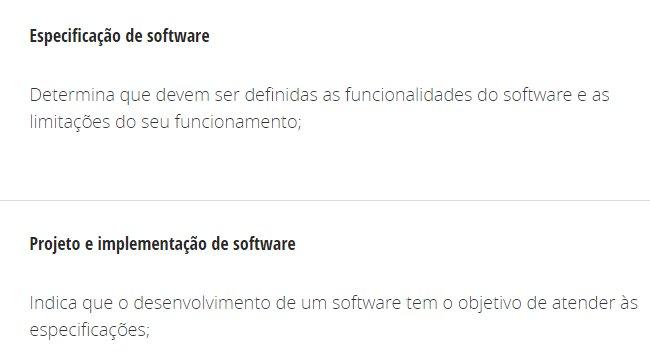 Especificação de software
Determina que devem ser definidas as funcionalidades do software e as
limitações do seu funcionamento;
Projeto e implementação de software
Indica que o desenvolvimento de um software tem o objetivo de atender às
especificações;